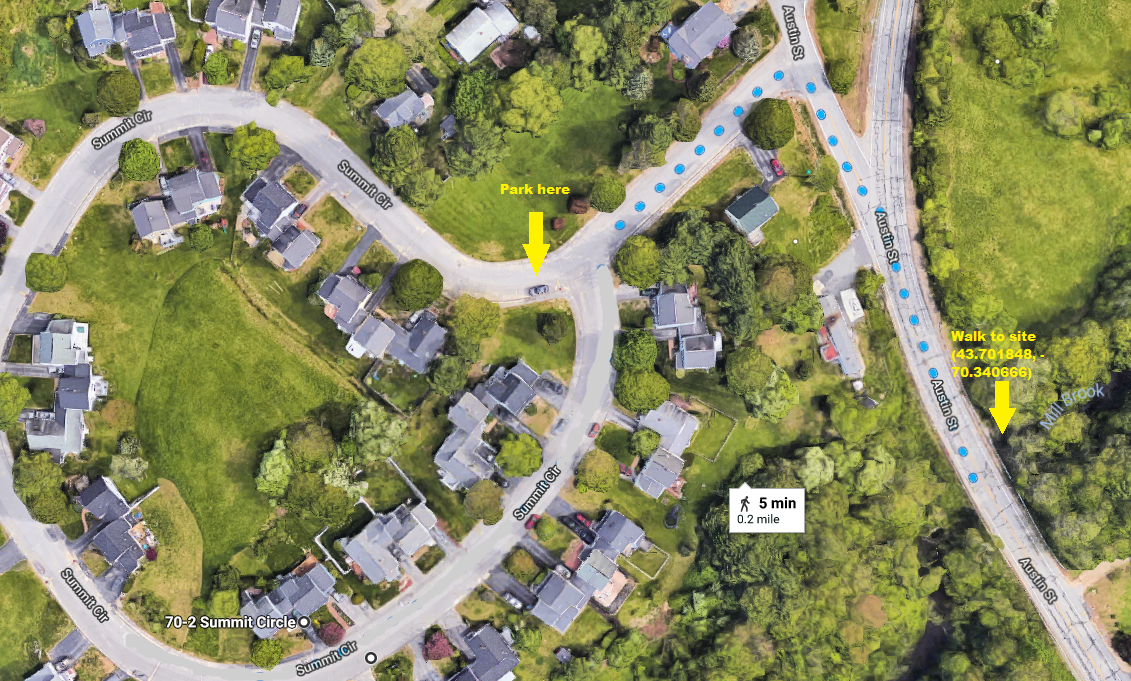 Austin St
Summit Cir
Summit Cir
Park here
Austin St
Walk to site
(43.701848, -
70.340666)
Mill Brook
Austin St
Summit Cir
5 min
0.2 mile
Austin St
Summit Cir
70-2 Summit Circle
Summit Cir